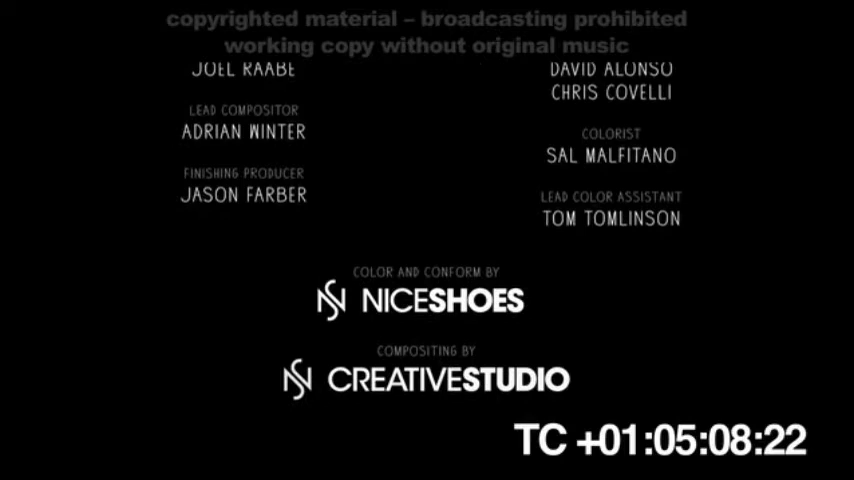 copyrighted material – broadcasting prohibited
working copy without original music
JOEL RAABE
LEAD COMPOSITOR
ADRIAN WINTER
FINISHING PRODUCER
JASON FARBER
DAVID ALONSO
CHRIS COVELLI
COLORIST
SAL MALFITANO
LEAD COLOR ASSISTANT
TOM TOMLINSON
COLOR AND CONFORM BY
NS NICESHOES
COMPOSITING BY
NS CREATIVESTUDIO
TC +01:05:08:22